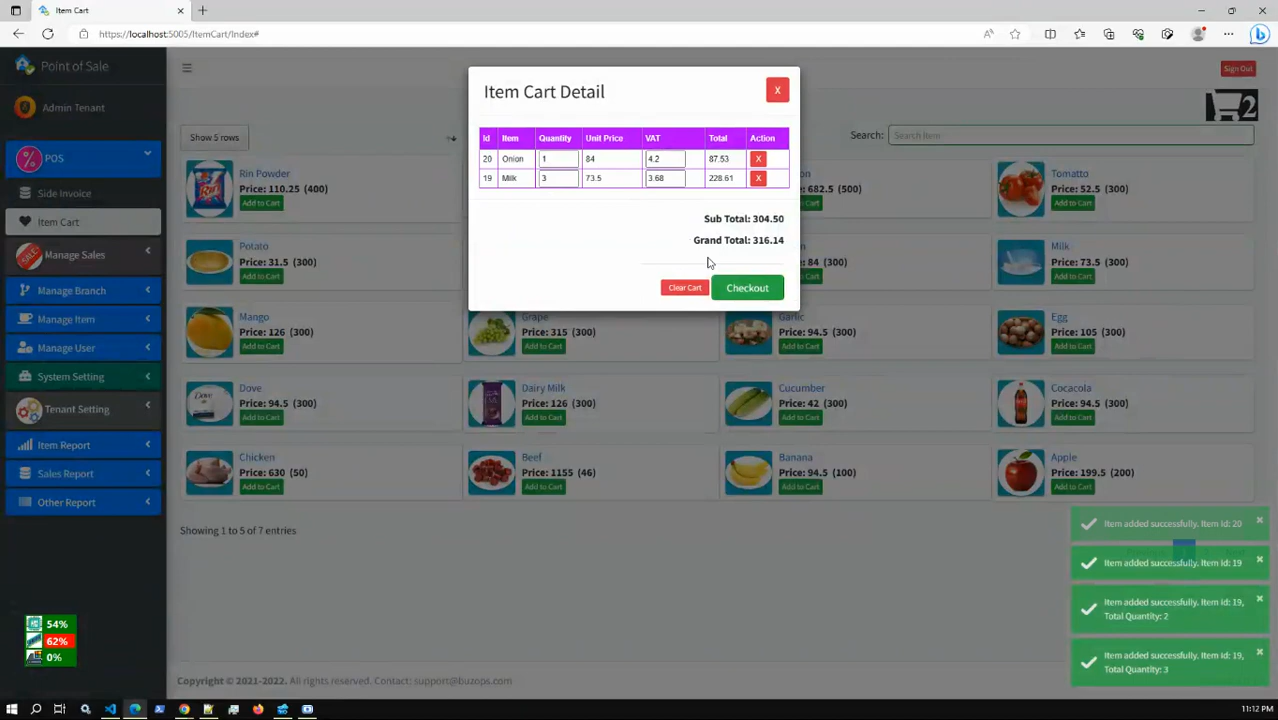 Item Cart
https://localhost:5005/ItemCart/Index#
Point of Sale
Admin Tenant
POS
Side Invoice
Item Cart
Manage Sales
Manage Branch
Manage Item
Manage User
System Setting
Tenant Setting
Item Report
Sales Report
Other Report
54%
62%
0%
Sign Out
2
Show 5 rows
Search:
Search Item
Item Cart Detail
X
Id Item Quantity Unit Price VAT Total Action
20 Onion 1 84 4.2 87.53 X
19 Milk 3 73.5 3.68 228.61 X
Sub Total: 304.50
Grand Total: 316.14
Clear Cart
Checkout
Rin Powder
Price: 110.25 (400)
Add to Cart
682.5 (500)
to Cart
Tomatto
Price: 52.5 (300)
Add to Cart
Potato
Price: 31.5 (300)
Add to Cart
84 (300)
to Cart
Milk
Price: 73.5 (300)
Add to Cart
Mango
Price: 126 (300)
Add to Cart
Grape
Price: 315 (300)
Add to Cart
Garlic
Price: 94.5 (300)
Add to Cart
Egg
Price: 105 (300)
Add to Cart
Dove
Price: 94.5 (300)
Add to Cart
Dairy Milk
Price: 126 (300)
Add to Cart
Cucumber
Price: 42 (300)
Add to Cart
Cocacola
Price: 94.5 (300)
Add to Cart
Chicken
Price: 630 (50)
Add to Cart
Beef
Price: 1155 (46)
Add to Cart
Banana
Price: 94.5 (100)
Add to Cart
Apple
Price: 199.5 (200)
Add to Cart
Showing 1 to 5 of 7 entries
Item added successfully. Item Id: 20
Item added successfully. Item Id: 19
Item added successfully. Item Id: 19,
Total Quantity: 2
Item added successfully. Item Id: 19,
Total Quantity: 3
Copyright © 2021-2022. All rights reserved. Contact: support@buzops.com
11:12 PM